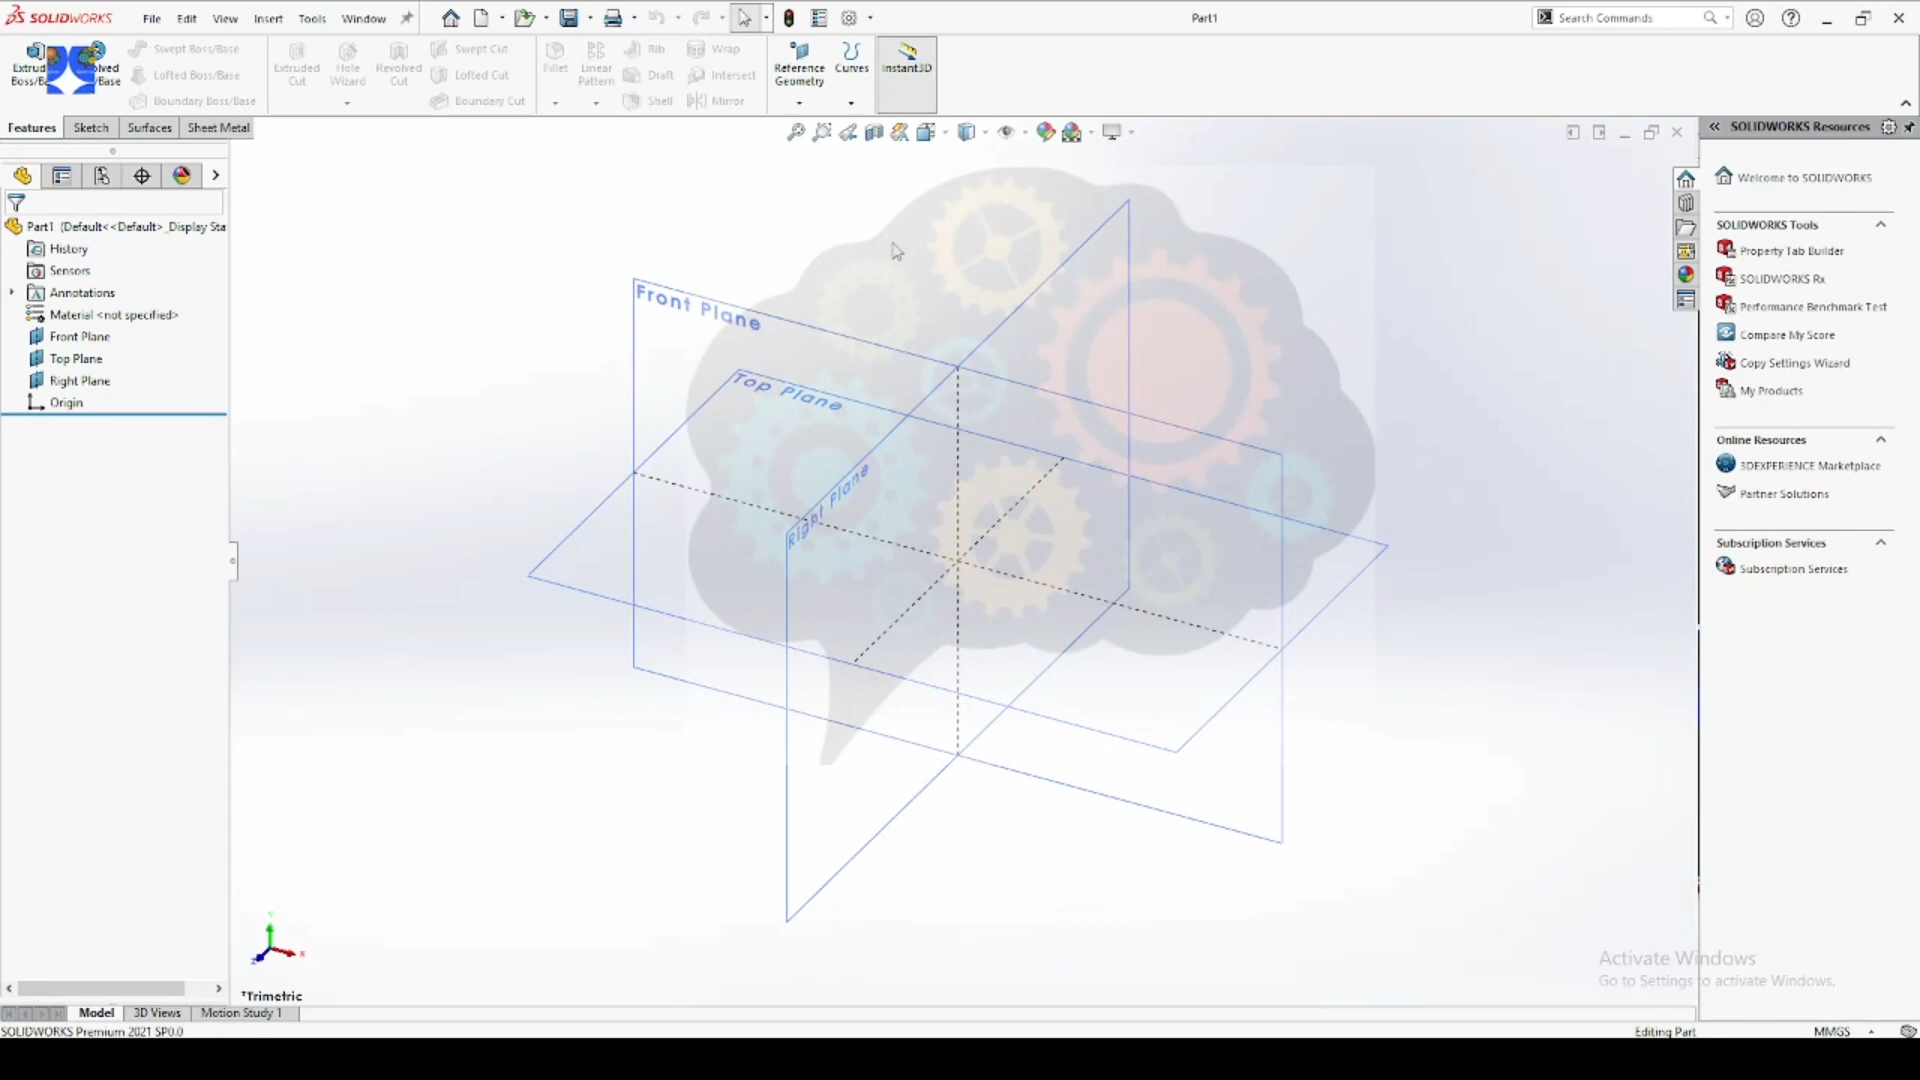 SOLIDWORKS File Edit View Insert Tools Window Part1 Search Commands
Swept Boss/Base
Lofted Boss/Base
Boundary Boss/Base
Extruded Cut
Hole Wizard
Revolved Cut
Swept Cut
Lofted Cut
Boundary Cut
Fillet
Linear Pattern
Rib
Draft
Shell
Wrap
Intersect
Mirror
Reference Geometry
Curves
Instant3D
Features Sketch Surfaces Sheet Metal
Part1 (Default<<Default>_Display Sta
History
Sensors
Annotations
Material <not specified>
Front Plane
Top Plane
Right Plane
Origin
Front Plane
Top Plane
Right Plane
Y
X
Z
*Trimetric
SOLIDWORKS Resources
Welcome to SOLIDWORKS
SOLIDWORKS Tools
Property Tab Builder
SOLIDWORKS Rx
Performance Benchmark Test
Compare My Score
Copy Settings Wizard
My Products
Online Resources
3DEXPERIENCE Marketplace
Partner Solutions
Subscription Services
Subscription Services
Activate Windows
Go to Settings to activate Windows.
Model 3D Views Motion Study 1
SOLIDWORKS Premium 2021 SP0.0 Editing Part MMGS